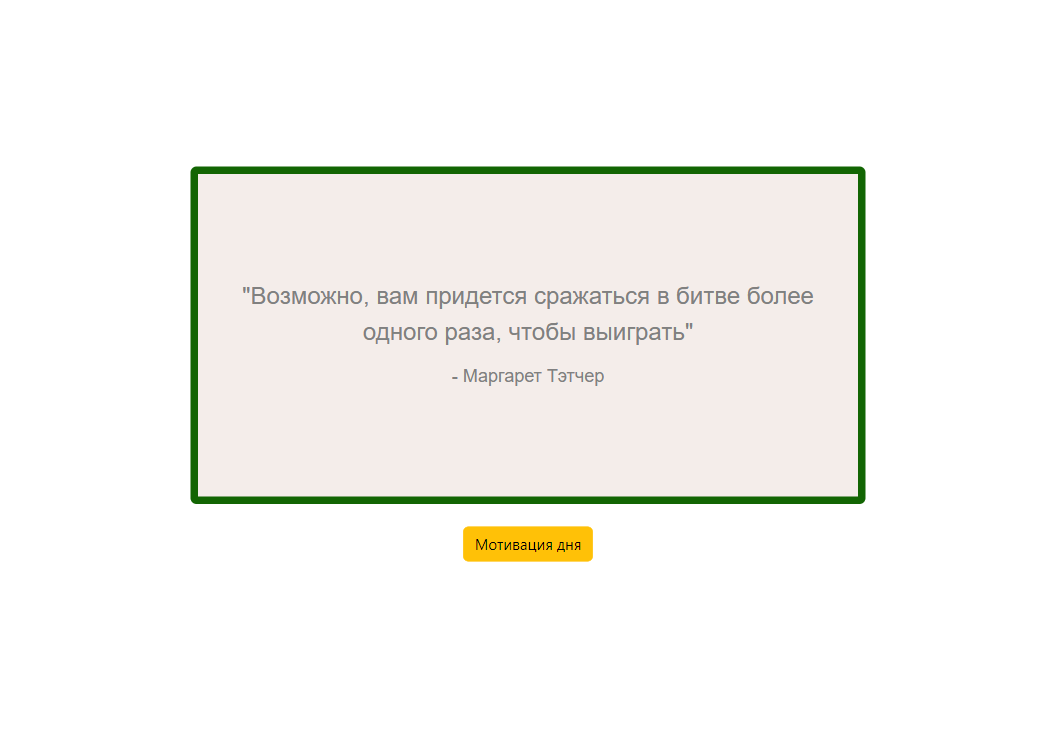 "Возможно, вам придется сражаться в битве более
одного раза, чтобы выиграть"
- Маргарет Тэтчер
Мотивация дня